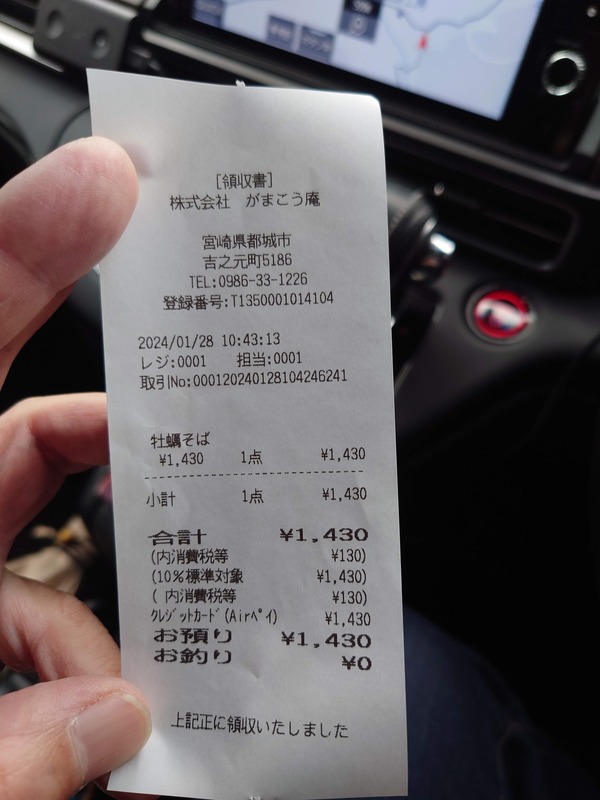 [領収書]
株式会社 がまこう庵
宮崎県都城市
吉之元町5186
TEL:0986-33-1226
登録番号:T1350001014104
2024/01/28 10:43:13
レジ:0001 担当:0001
取引No:000120240128104246241
牡蠣そば
¥1,430 1点 ¥1,430
小計 1点 ¥1,430
合計 ¥1,430
(内消費税等 ¥130)
(10%標準対象 ¥1,430)
( 内消費税等 ¥130)
クレジットカード(Airペイ) ¥1,430
お預り ¥1,430
お釣り ¥0
上記正に領収いたしました